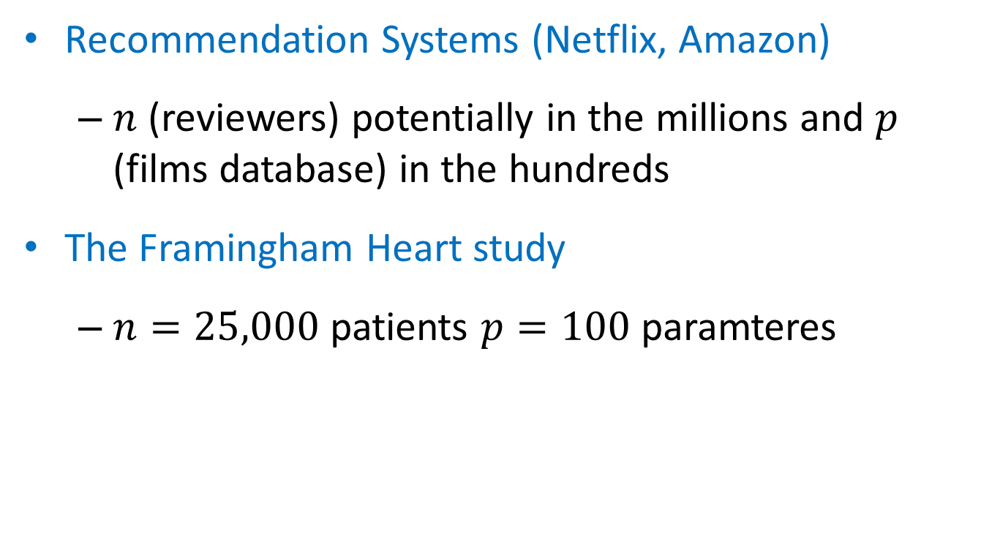 • Recommendation Systems (Netflix, Amazon)
– n (reviewers) potentially in the millions and p
(films database) in the hundreds
• The Framingham Heart study
– n = 25,000 patients p = 100 paramteres